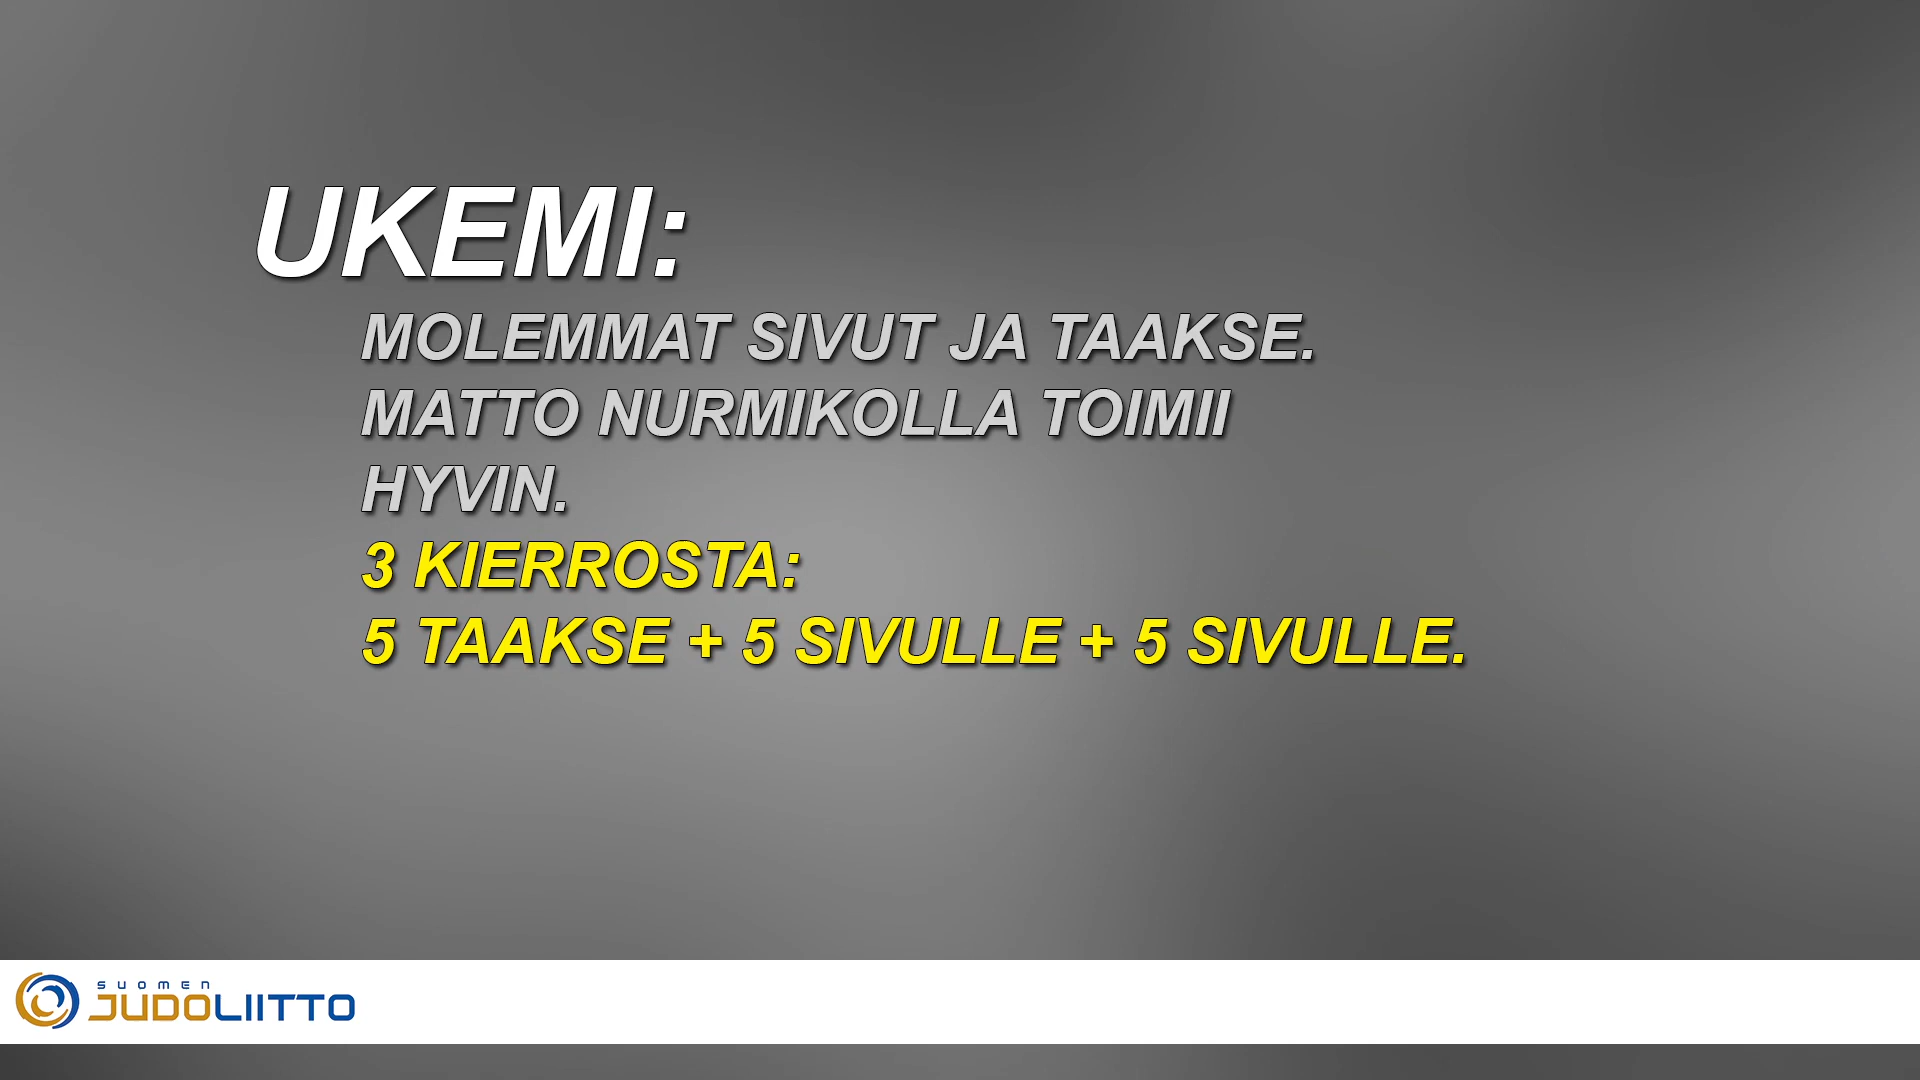 UKEMI:
MOLEMMAT SIVUT JA TAAKSE.
MATTO NURMIKOLLA TOIMII
HYVIN.
3 KIERROSTA:
5 TAAKSE + 5 SIVULLE + 5 SIVULLE.
SUOMEN
JUDOLIITTO